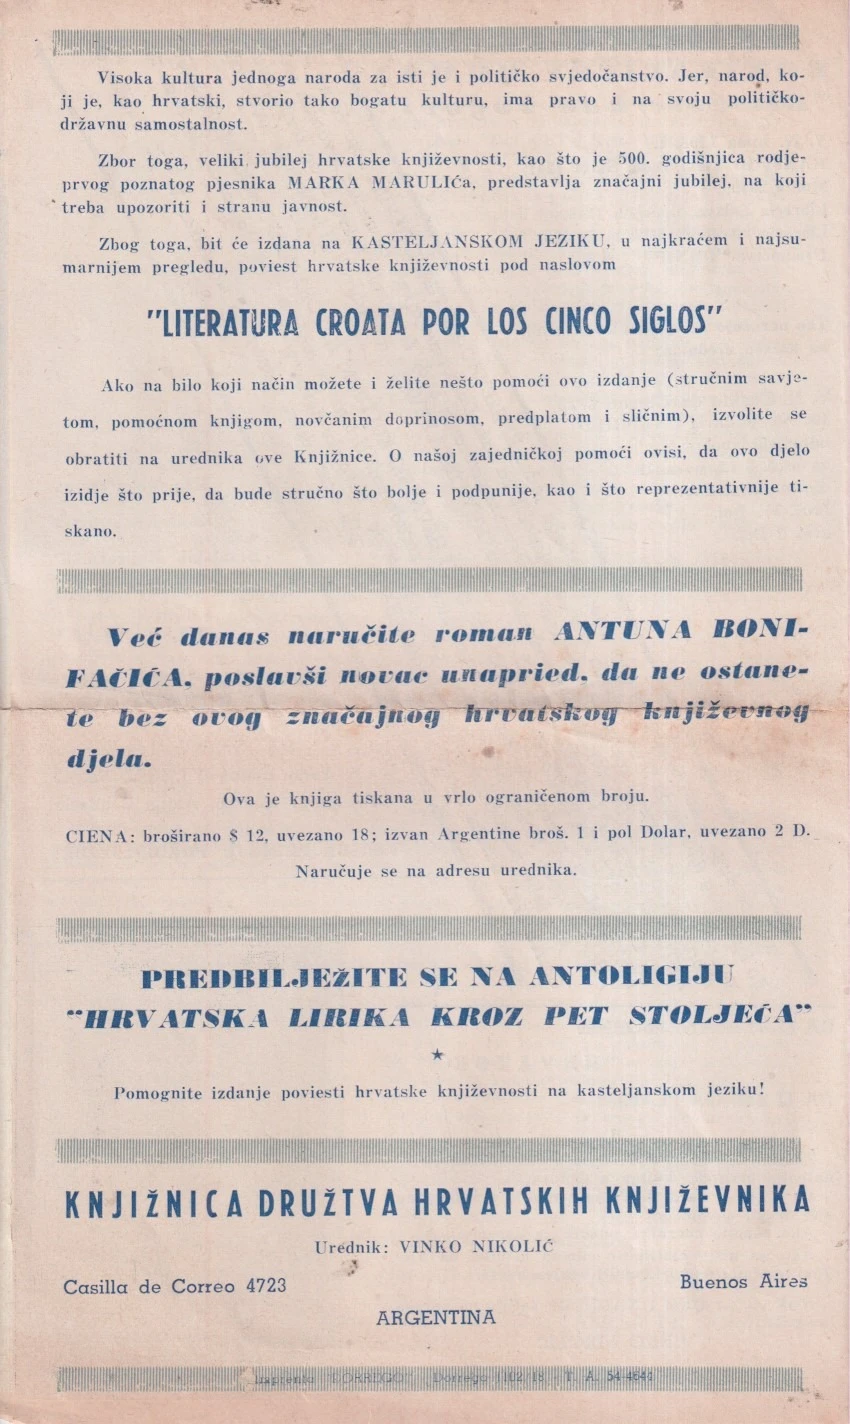 Visoka kultura jednoga naroda za isti je i političko svjedočanstvo. Jer, narod, ko-
ji je, kao hrvatski, stvorio tako bogatu kulturu, ima pravo i na svoju političko-
državnu samostalnost.
Zbor toga, veliki jubilej hrvatske književnosti, kao što je 500. godišnjica rodje-
prvog poznatog pjesnika MARKA MARULIĆa, predstavlja značajni jubilej, na koji
treba upozoriti i stranu javnost.
Zbog toga, bit će izdana na KASTELJANSKOM JEZIKU, u najkraćem i najsu-
marnijem pregledu, poviest hrvatske književnosti pod naslovom
"LITERATURA CROATA POR LOS CINCO SIGLOS"
Ako na bilo koji način možete i želite nešto pomoći ovo izdanje (stručnim savje-
tom, pomoćnom knjigom, novčanim doprinosom, predplatom i sličnim), izvolite se
obratiti na urednika ove Knjižnice. O našoj zajedničkoj pomoći ovisi, da ovo djelo
izidje što prije, da bude stručno što bolje i podpunije, kao i što reprezentativnije ti-
skano.
Već danas naručite roman ANTUNA BONI-
FAČIĆA, poslavši novac unapried, da ne ostane-
te bez ovog značajnog hrvatskog književnog
djela.
Ova je knjiga tiskana u vrlo ograničenom broju.
CIENA: broširano $ 12, uvezano 18; izvan Argentine broš. 1 i pol Dolar, uvezano 2 D.
Naručuje se na adresu urednika.
PREDBILJEŽITE SE NA ANTOLIGIJU
"HRVATSKA LIRIKA KROZ PET STOLJEĆA"
★
Pomognite izdanje poviesti hrvatske književnosti na kasteljanskom jeziku!
KNJIŽNICA DRUŽTVA HRVATSKIH KNJIŽEVNIKA
Urednik: VINKO NIKOLIĆ
Casilla de Correo 4723 Buenos Aires
ARGENTINA
Imprenta "DORREGO" Dorrego 1102/18 - T. A. 54-4644